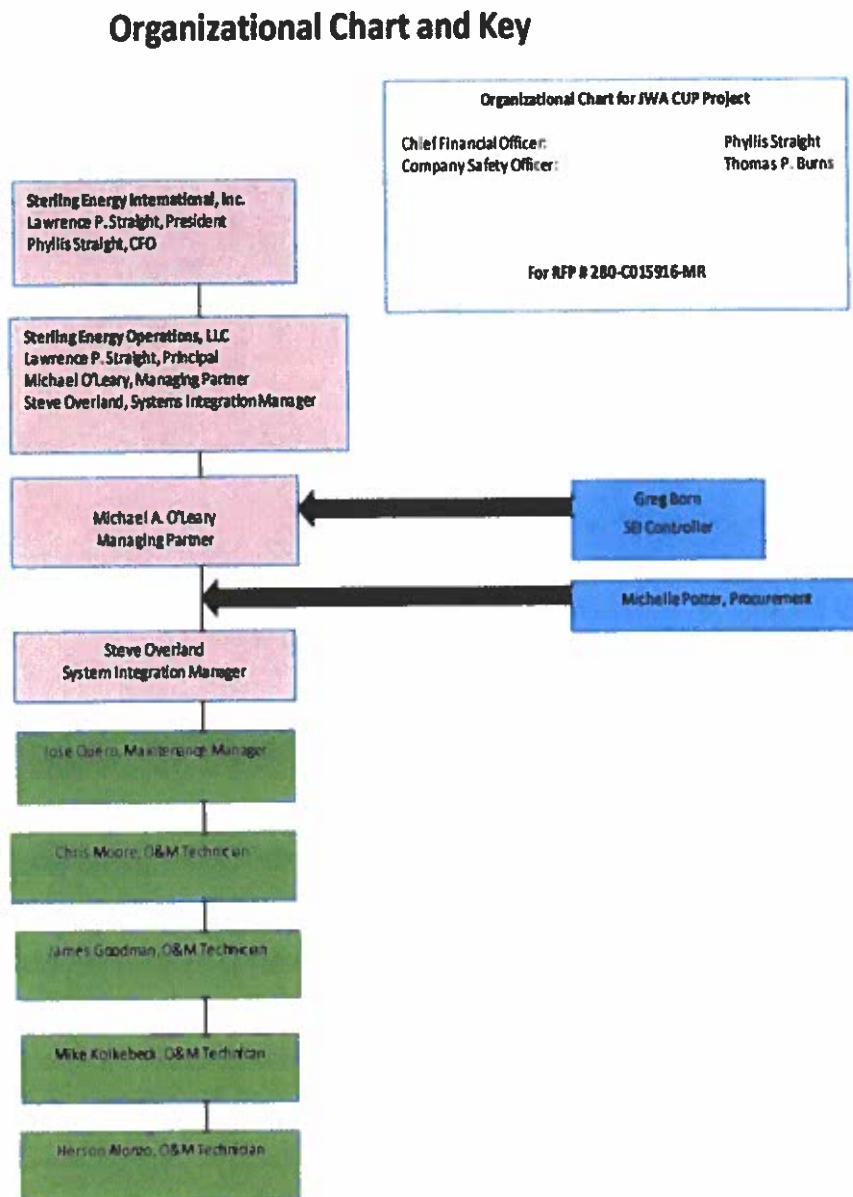 Organizational Chart and Key
Organizational Chart for JWA CUP Project
Chief Financial Officer: Phyllis Straight
Company Safety Officer: Thomas P. Burns
For RFP # 280-C015916-MR
Sterling Energy International, Inc.
Lawrence P. Straight, President
Phyllis Straight, CFO
Sterling Energy Operations, LLC
Lawrence P. Straight, Principal
Michael O'Leary, Managing Partner
Steve Overland, Systems Integration Manager
Michael A. O'Leary
Managing Partner
Greg Born
SEI Controller
Michelle Potter, Procurement
Steve Overland
System Integration Manager
Jose Maintenance Manager
Chris Moore, O&M Technician
James Goodman, O&M Technician
Mike Kolkebeck, O&M Technician
Herson Alonzo, O&M Technician